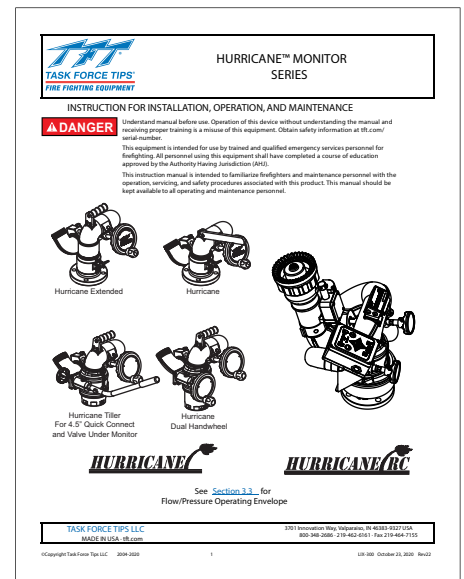 TFT
TASK FORCE TIPS®
FIRE FIGHTING EQUIPMENT
HURRICANE™ MONITOR
SERIES
INSTRUCTION FOR INSTALLATION, OPERATION, AND MAINTENANCE
DANGER
Understand manual before use. Operation of this device without understanding the manual and
receiving proper training is a misuse of this equipment. Obtain safety information at tft.com/
serial-number.
This equipment is intended for use by trained and qualified emergency services personnel for
firefighting. All personnel using this equipment shall have completed a course of education
approved by the Authority Having Jurisdiction (AHJ).
This instruction manual is intended to familiarize firefighters and maintenance personnel with the
operation, servicing, and safety procedures associated with this product. This manual should be
kept available to all operating and maintenance personnel.
Hurricane Extended
Hurricane
Hurricane Tiller
For 4.5" Quick Connect
and Valve Under Monitor
Hurricane
Dual Handwheel
HURRICANE
HURRICANE RC
See Section 3.3 for
Flow/Pressure Operating Envelope
TASK FORCE TIPS LLC
MADE IN USA · tft.com
3701 Innovation Way, Valparaiso, IN 46383-9327 USA
800-348-2686 · 219-462-6161 · Fax 219-464-7155
©Copyright Task Force Tips LLC 2004-2020
1
LIX-300 October 23, 2020 Rev22